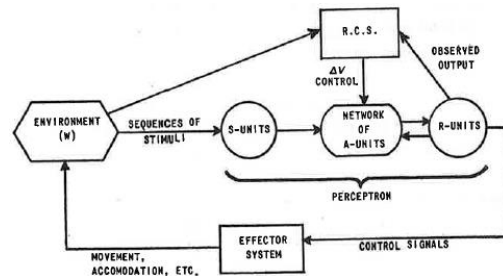 R.C.S.
OBSERVED
OUTPUT
ΔV
CONTROL
ENVIRONMENT
(W)
SEQUENCES OF
STIMULI
S-UNITS
NETWORK
OF
A-UNITS
R-UNITS
PERCEPTRON
EFFECTOR
SYSTEM
MOVEMENT,
ACCOMODATION, ETC.
CONTROL SIGNALS